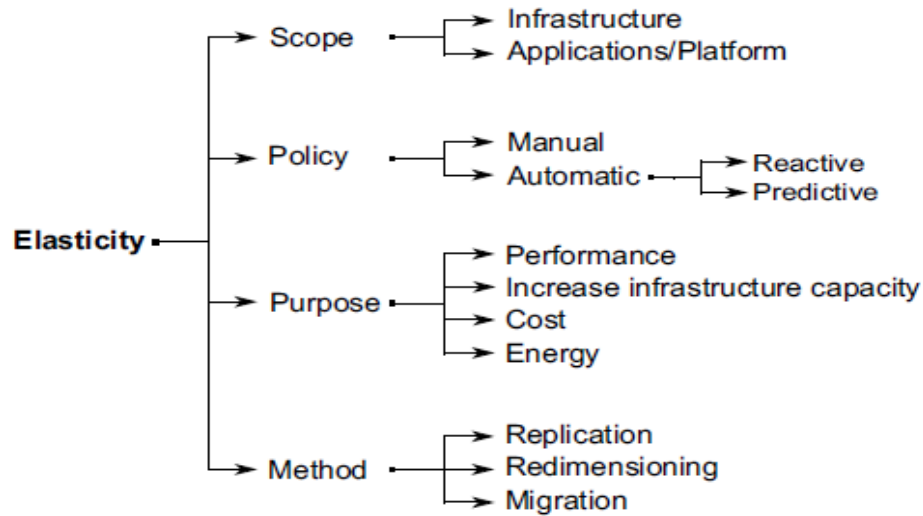 Elasticity
Scope
Infrastructure
Applications/Platform
Policy
Manual
Automatic
Reactive
Predictive
Purpose
Performance
Increase infrastructure capacity
Cost
Energy
Method
Replication
Redimensioning
Migration